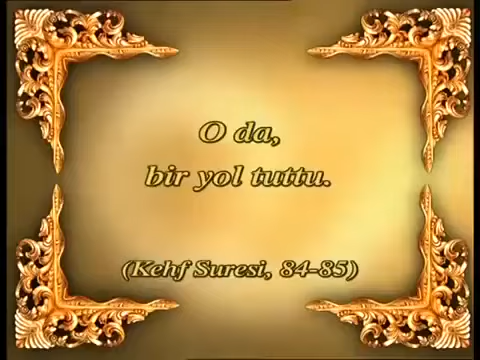 O da,
bir yol tuttu.
(Kehf Suresi, 84-85)